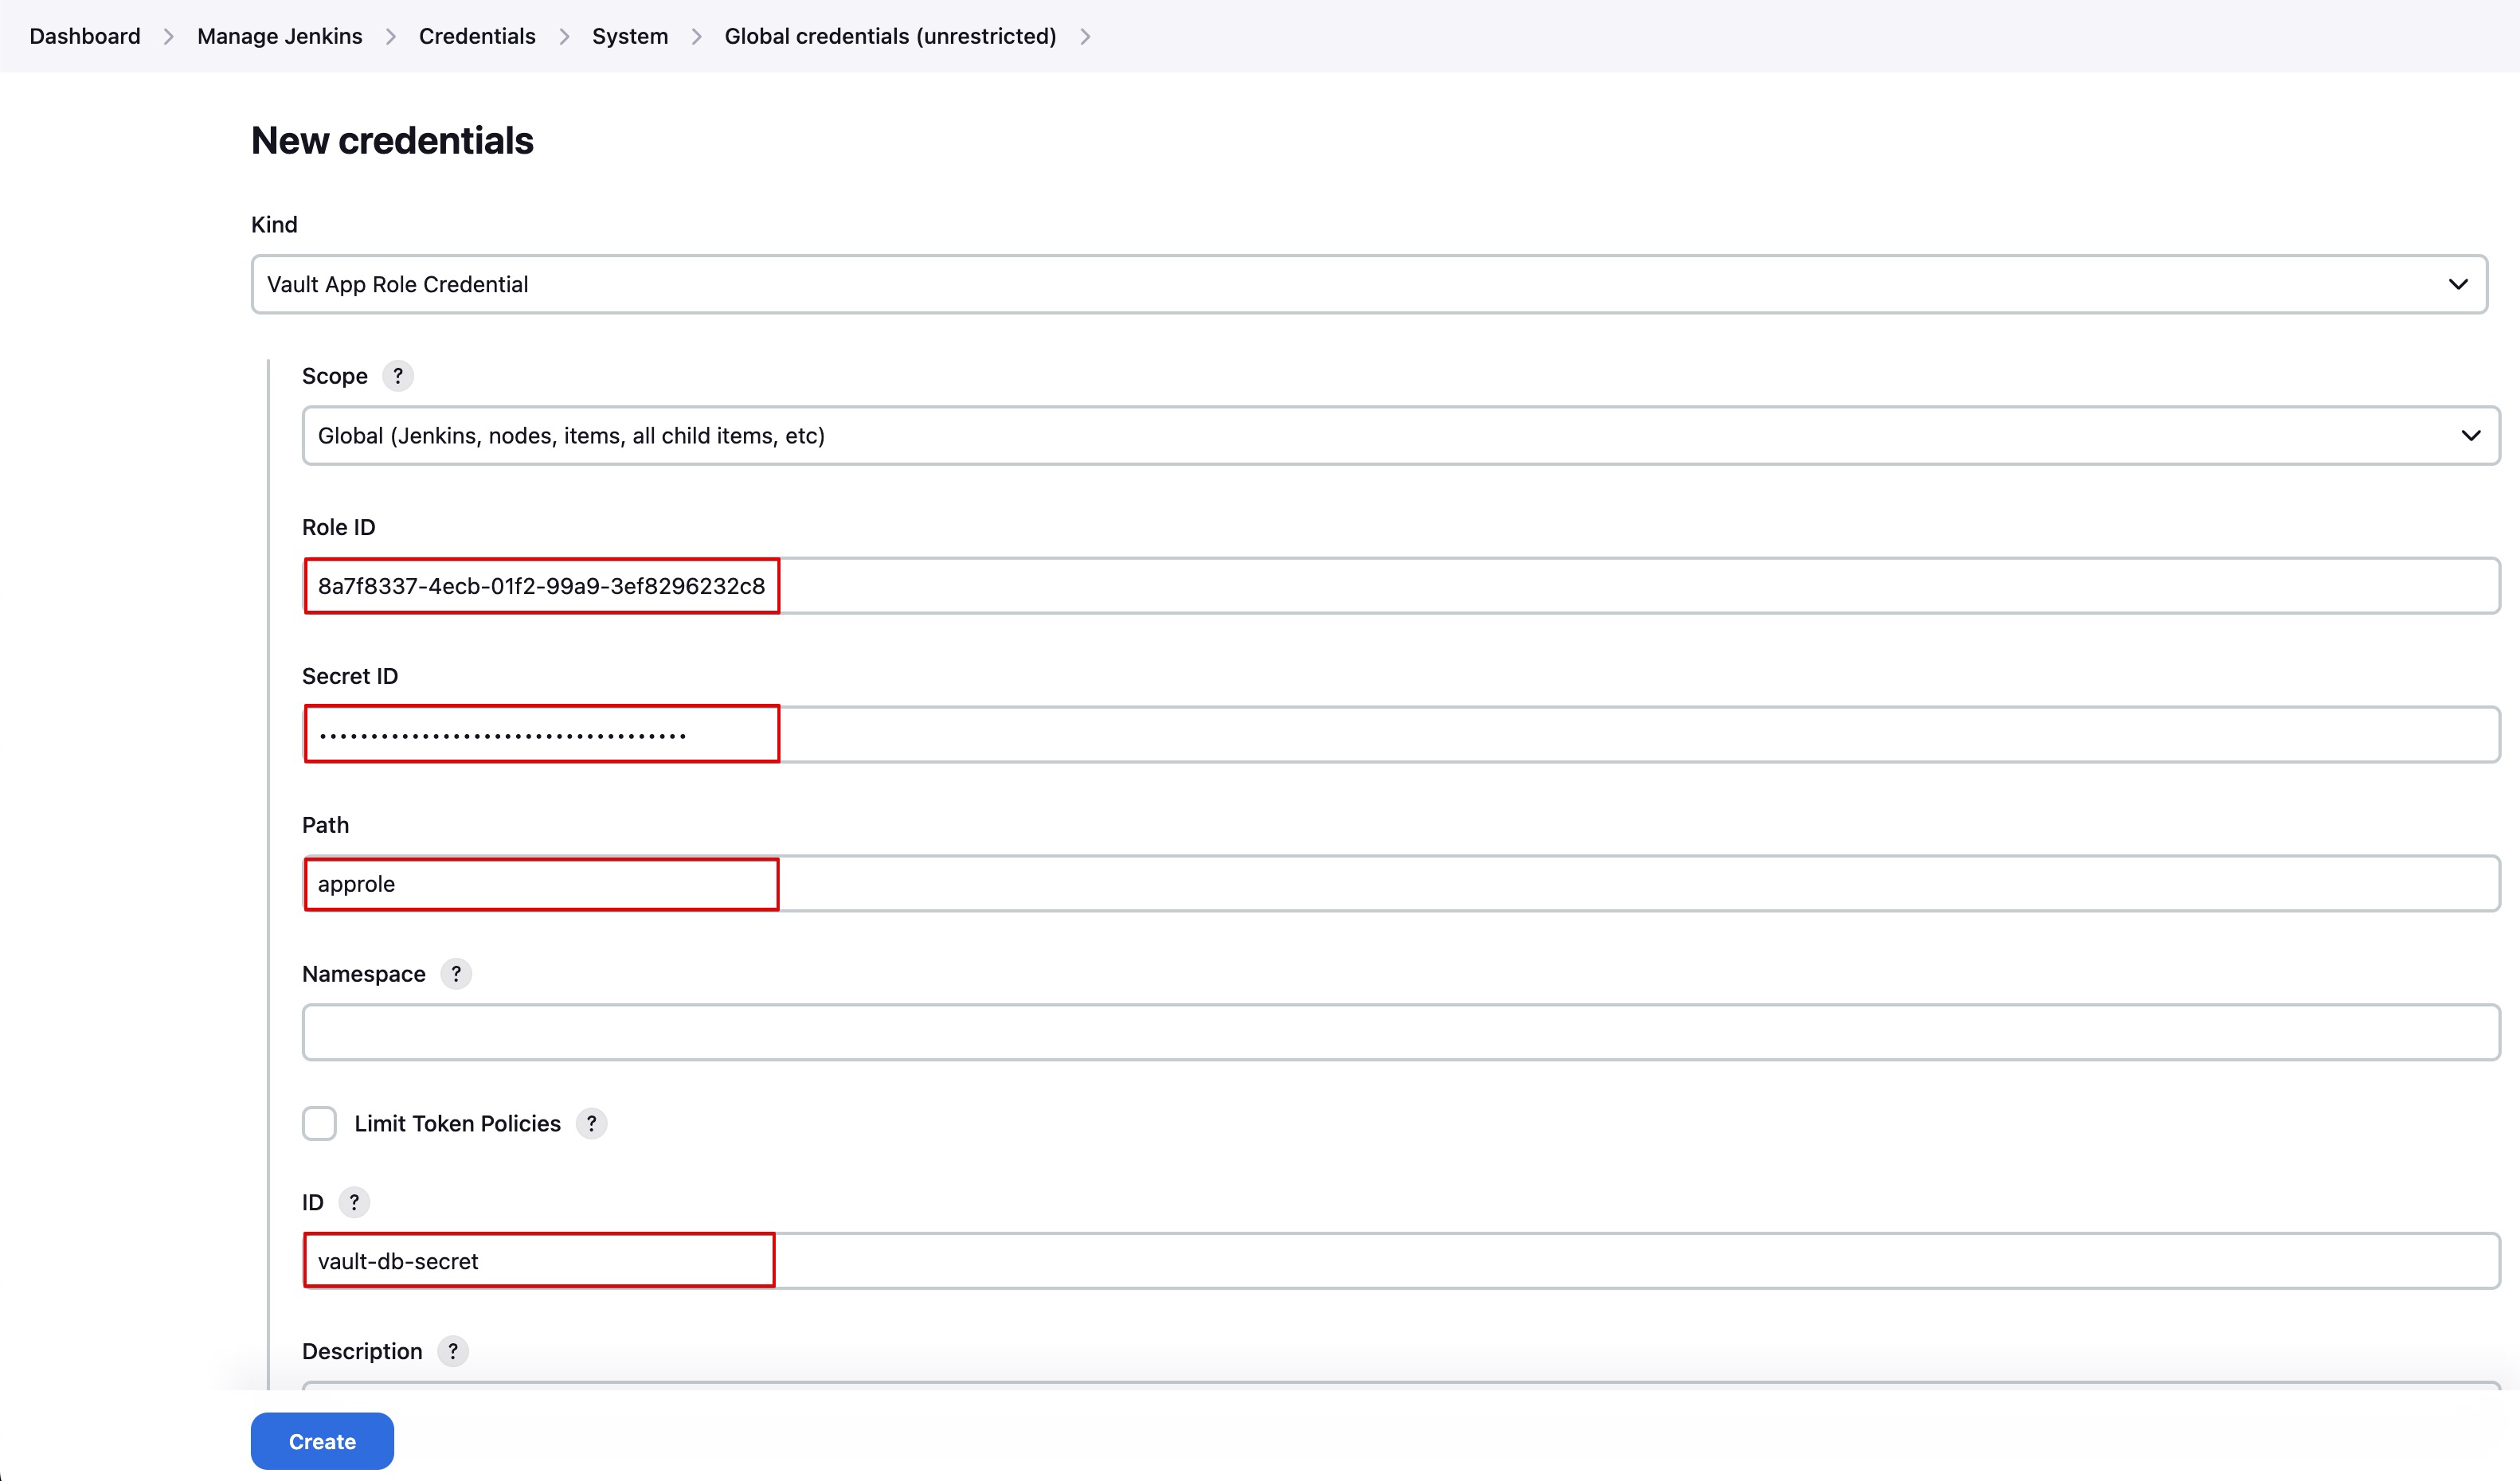 Dashboard > Manage Jenkins > Credentials > System > Global credentials (unrestricted) >
New credentials
Kind
Vault App Role Credential
Scope ?
Global (Jenkins, nodes, items, all child items, etc)
Role ID
8a7f8337-4ecb-01f2-99a9-3ef8296232c8
Secret ID
••••••••••••••••••••••••••••••••••••
Path
approle
Namespace ?
Limit Token Policies ?
ID ?
vault-db-secret
Description ?
Create